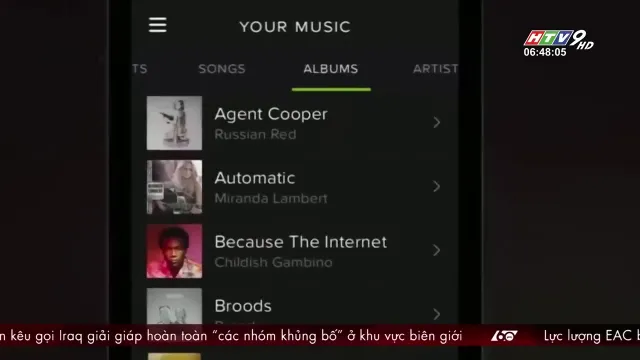 YOUR MUSIC
HTV9 HD
06:48:05
TS SONGS ALBUMS ARTIST
Agent Cooper
Russian Red
Automatic
Miranda Lambert
Because The Internet
Childish Gambino
Broods
n kêu gọi Iraq giải giáp hoàn toàn “các nhóm khủng bố” ở khu vực biên giới
60
Lực lượng EAC b